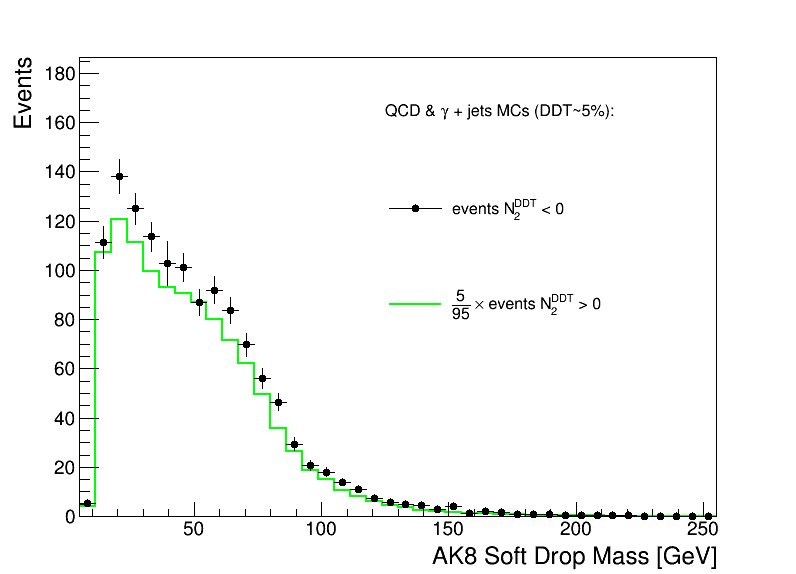 Events
180
160
140
120
100
80
60
40
20
0
QCD & γ + jets MCs (DDT~5%):
events N₂ᴰᴰᵀ < 0
5/95 × events N₂ᴰᴰᵀ > 0
50 100 150 200 250
AK8 Soft Drop Mass [GeV]